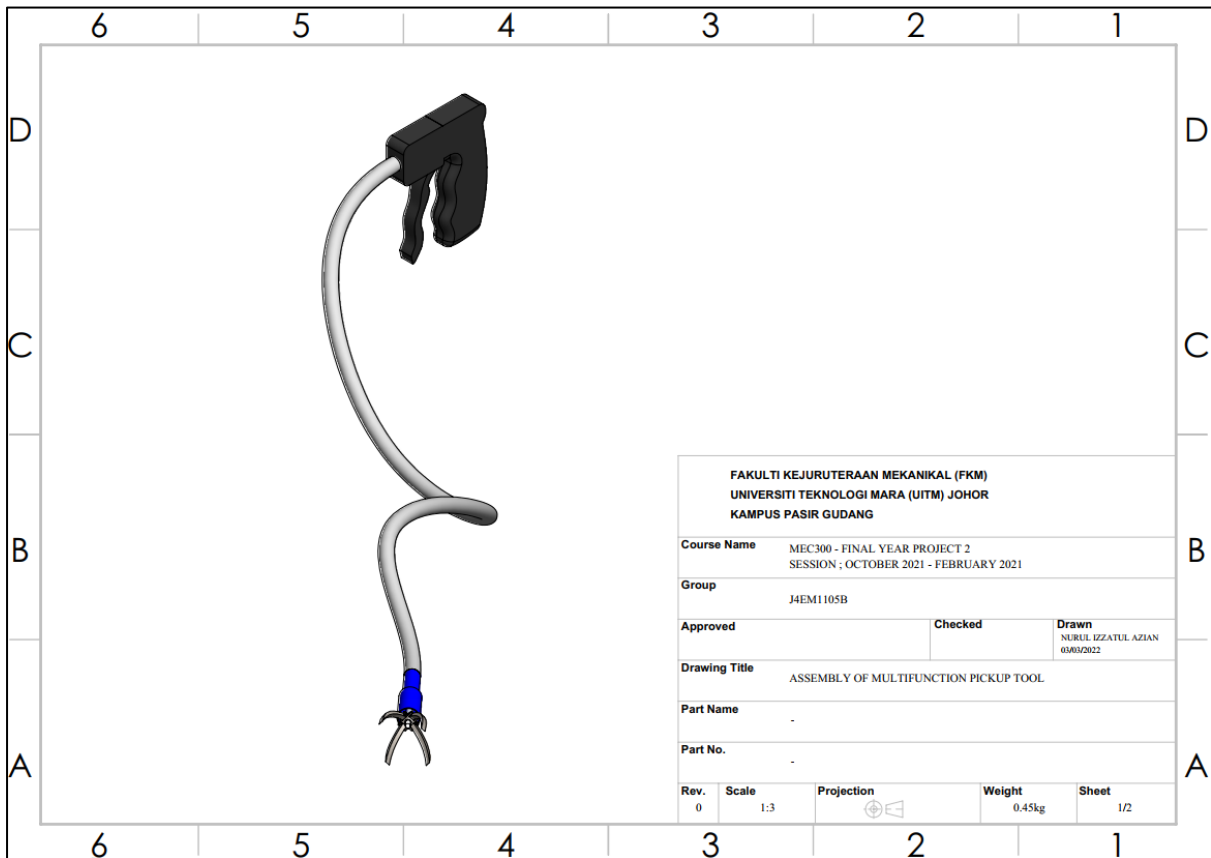 6 5 4 3 2 1
D D
C C
B B
A A
FAKULTI KEJURUTERAAN MEKANIKAL (FKM)
UNIVERSITI TEKNOLOGI MARA (UITM) JOHOR
KAMPUS PASIR GUDANG
Course Name MEC300 - FINAL YEAR PROJECT 2
SESSION ; OCTOBER 2021 - FEBRUARY 2021
Group
J4EM1105B
Approved Checked Drawn
NURUL IZZATUL AZIAN
03/03/2022
Drawing Title
ASSEMBLY OF MULTIFUNCTION PICKUP TOOL
Part Name
-
Part No.
-
Rev. Scale Projection Weight Sheet
0 1:3 0.45kg 1/2
6 5 4 3 2 1